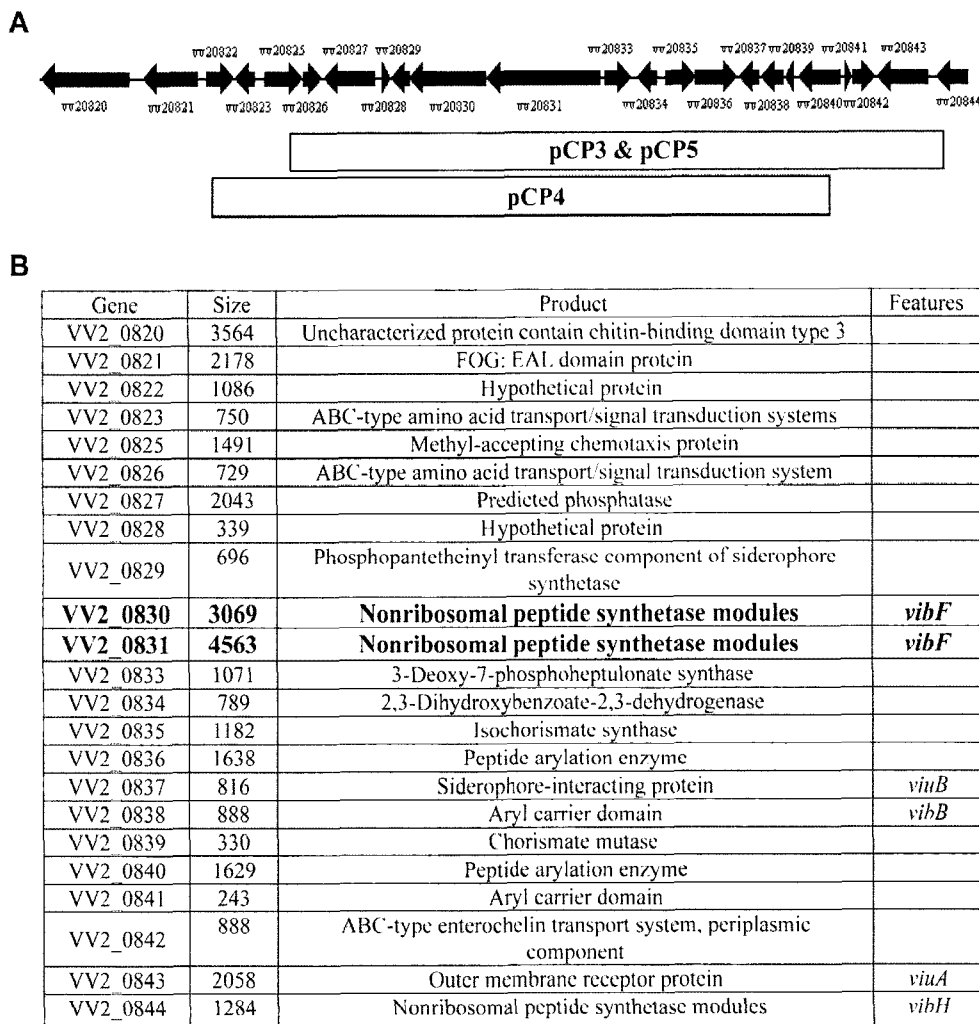 A
vv20822 vv20825 vv20827 vv20829 vv20833 vv20835 vv20837 vv20839 vv20841 vv20843
vv20820 vv20821 vv20823 vv20826 vv20828 vv20830 vv20831 vv20834 vv20836 vv20838 vv20840 vv20842 vv20844
pCP3 & pCP5
pCP4
B
Gene Size Product Features
VV2_0820 3564 Uncharacterized protein contain chitin-binding domain type 3
VV2_0821 2178 FOG: EAL domain protein
VV2_0822 1086 Hypothetical protein
VV2_0823 750 ABC-type amino acid transport/signal transduction systems
VV2_0825 1491 Methyl-accepting chemotaxis protein
VV2_0826 729 ABC-type amino acid transport/signal transduction system
VV2_0827 2043 Predicted phosphatase
VV2_0828 339 Hypothetical protein
VV2_0829 696 Phosphopantetheinyl transferase component of siderophore
synthetase
VV2_0830 3069 Nonribosomal peptide synthetase modules vibF
VV2_0831 4563 Nonribosomal peptide synthetase modules vibF
VV2_0833 1071 3-Deoxy-7-phosphoheptulonate synthase
VV2_0834 789 2,3-Dihydroxybenzoate-2,3-dehydrogenase
VV2_0835 1182 Isochorismate synthase
VV2_0836 1638 Peptide arylation enzyme
VV2_0837 816 Siderophore-interacting protein viuB
VV2_0838 888 Aryl carrier domain vibB
VV2_0839 330 Chorismate mutase
VV2_0840 1629 Peptide arylation enzyme
VV2_0841 243 Aryl carrier domain
VV2_0842 888 ABC-type enterochelin transport system, periplasmic
component
VV2_0843 2058 Outer membrane receptor protein viuA
VV2_0844 1284 Nonribosomal peptide synthetase modules vibH